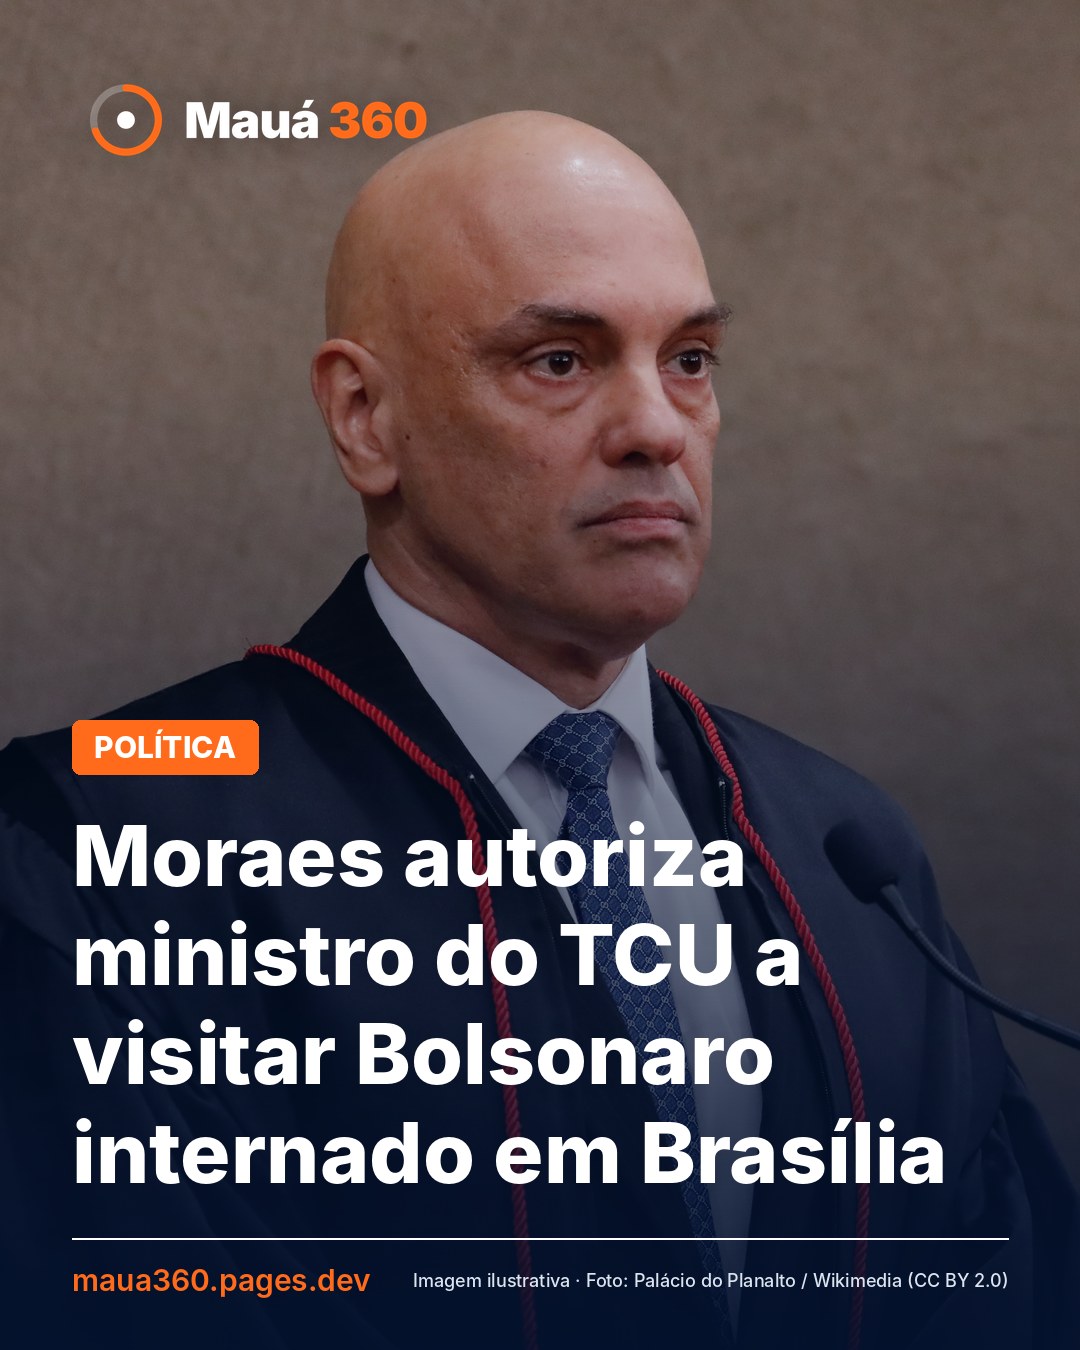 Mauá 360
POLÍTICA
Moraes autoriza
ministro do TCU a
visitar Bolsonaro
internado em Brasília
maua360.pages.dev
Imagem ilustrativa · Foto: Palácio do Planalto / Wikimedia (CC BY 2.0)